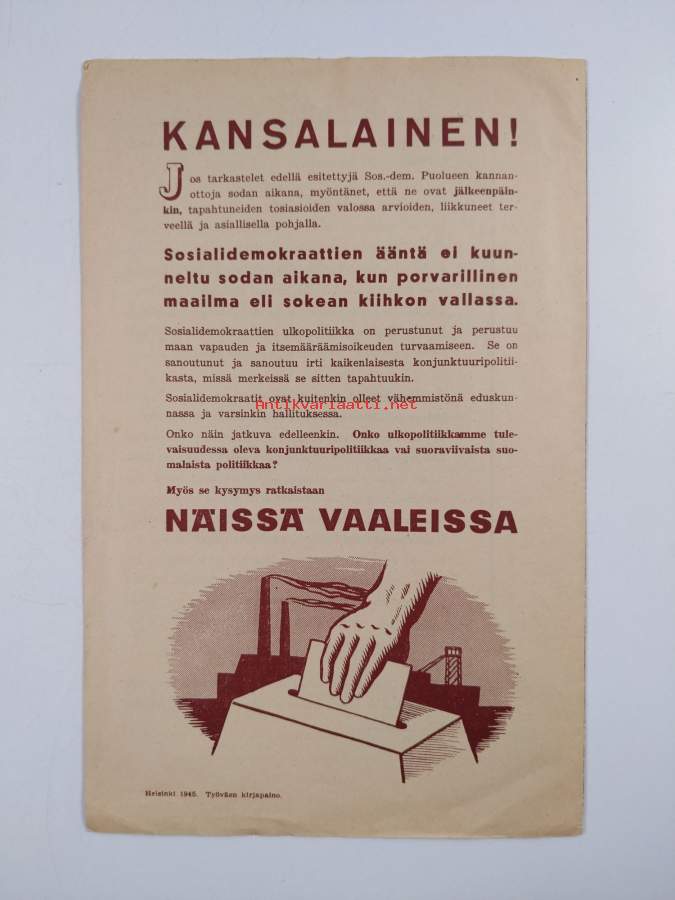 KANSALAINEN!
Jos tarkastelet edellä esitettyjä Sos.-dem. Puolueen kannan-
ottoja sodan aikana, myöntänet, että ne ovat jälkeenpäin-
kin, tapahtuneiden tosiasioiden valossa arvioiden, liikkuneet ter-
veellä ja asiallisella pohjalla.
Sosialidemokraattien ääntä ei kuun-
neltu sodan aikana, kun porvarillinen
maailma eli sokean kiihkon vallassa.
Sosialidemokraattien ulkopolitiikka on perustunut ja perustuu
maan vapauden ja itsemääräämisoikeuden turvaamiseen. Se on
sanoutunut ja sanoutuu irti kaikenlaisesta konjunktuuripolitii-
kasta, missä merkeissä se sitten tapahtuukin.
Sosialidemokraatit ovat kuitenkin olleet vähemmistönä eduskun-
Antikvariaatti.net
nassa ja varsinkin hallituksessa.
Onko näin jatkuva edelleenkin. Onko ulkopolitiikkamme tule-
vaisuudessa oleva konjunktuuripolitiikkaa vai suoraviivaista suo-
malaista politiikkaa?
Myös se kysymys ratkaistaan
NÄISSÄ VAALEISSA
Helsinki 1945. Työväen kirjapaino.